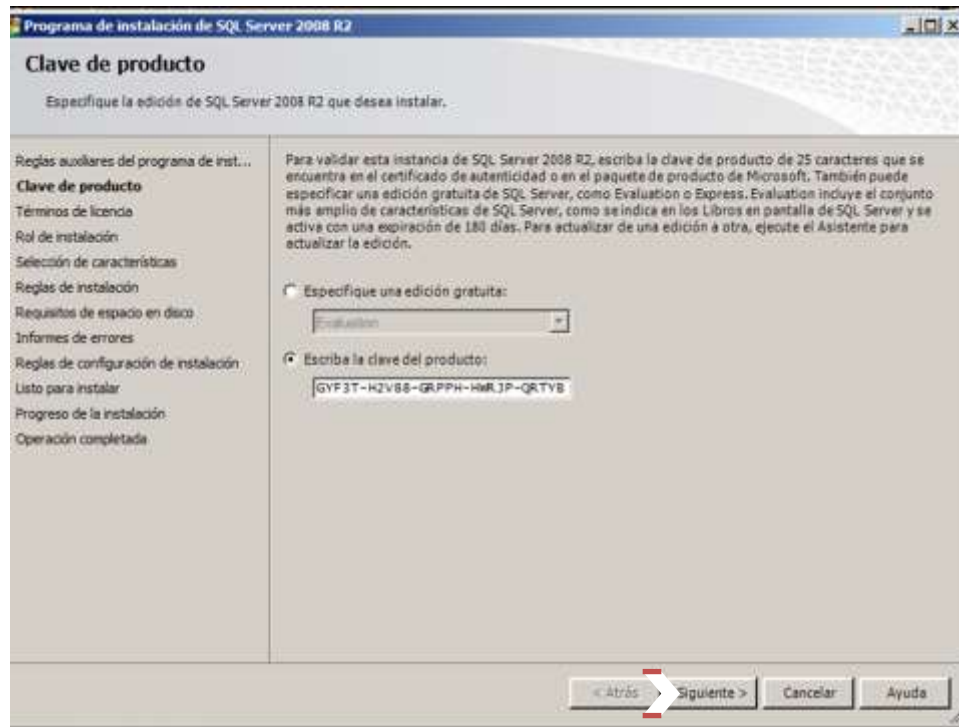 Programa de instalación de SQL Server 2008 R2
Clave de producto
Especifique la edición de SQL Server 2008 R2 que desea instalar.
Reglas auxiliares del programa de inst...
Clave de producto
Términos de licencia
Rol de instalación
Selección de características
Reglas de instalación
Requisitos de espacio en disco
Informes de errores
Reglas de configuración de instalación
Listo para instalar
Progreso de la instalación
Operación completada
Para validar esta instancia de SQL Server 2008 R2, escriba la clave de producto de 25 caracteres que se
encuentra en el certificado de autenticidad o en el paquete de producto de Microsoft. También puede
especificar una edición gratuita de SQL Server, como Evaluation o Express. Evaluation incluye el conjunto
más amplio de características de SQL Server, como se indica en los Libros en pantalla de SQL Server y se
activa con una expiración de 180 días. Para actualizar de una edición a otra, ejecute el Asistente para
actualizar la edición.
Especifique una edición gratuita:
Evaluation
Escriba la clave del producto:
GYF3T-H2V88-GRPPH-HWRJP-QRTYB
< Atrás
Siguiente >
Cancelar
Ayuda